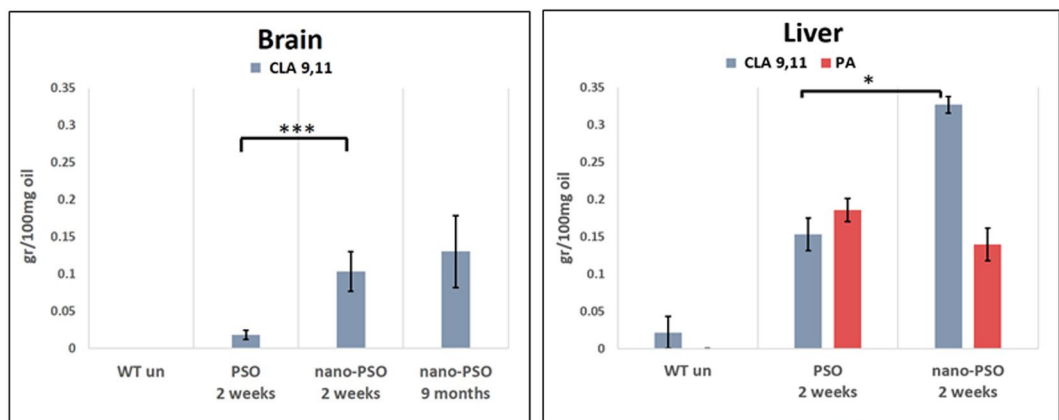 Brain
CLA 9,11
0.35
0.3
0.25
0.2
0.15
0.1
0.05
0
gr/100mg oil
***
WT un
PSO
2 weeks
nano-PSO
2 weeks
nano-PSO
9 months
Liver
CLA 9,11 PA
0.35
0.3
0.25
0.2
0.15
0.1
0.05
0
gr/100mg oil
*
WT un
PSO
2 weeks
nano-PSO
2 weeks